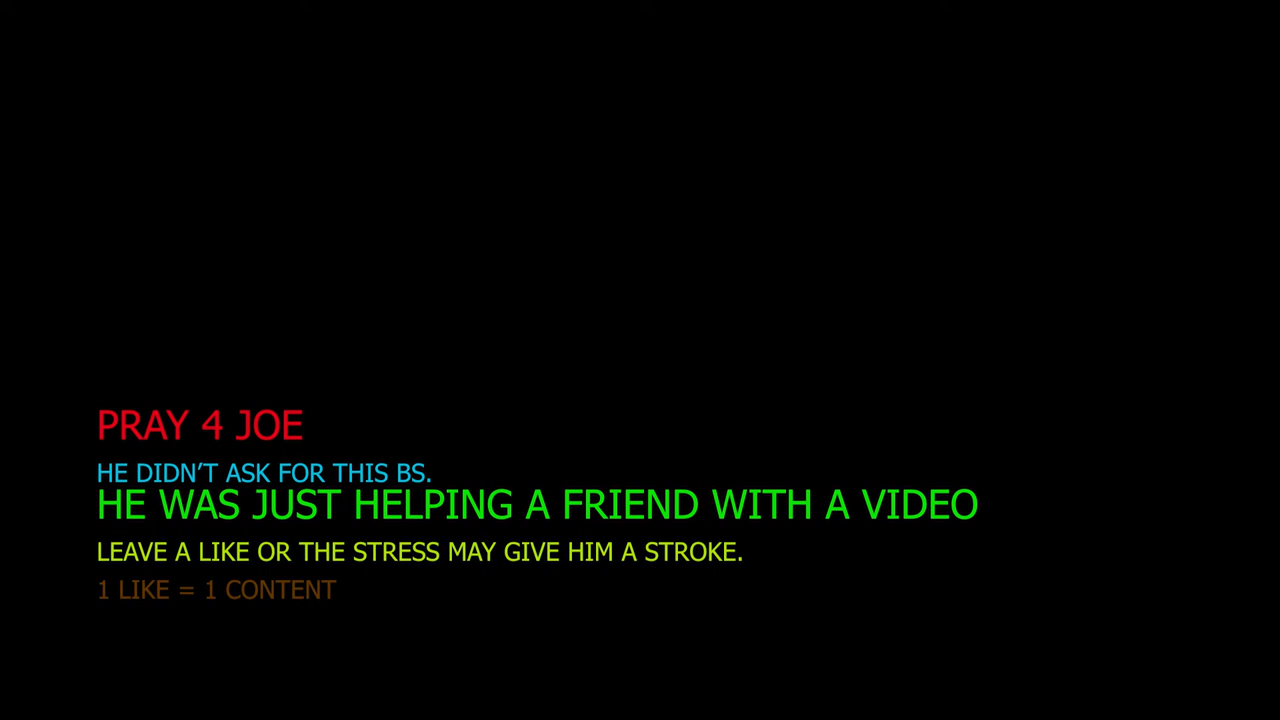 PRAY 4 JOE
HE DIDN’T ASK FOR THIS BS.
HE WAS JUST HELPING A FRIEND WITH A VIDEO
LEAVE A LIKE OR THE STRESS MAY GIVE HIM A STROKE.
1 LIKE = 1 CONTENT